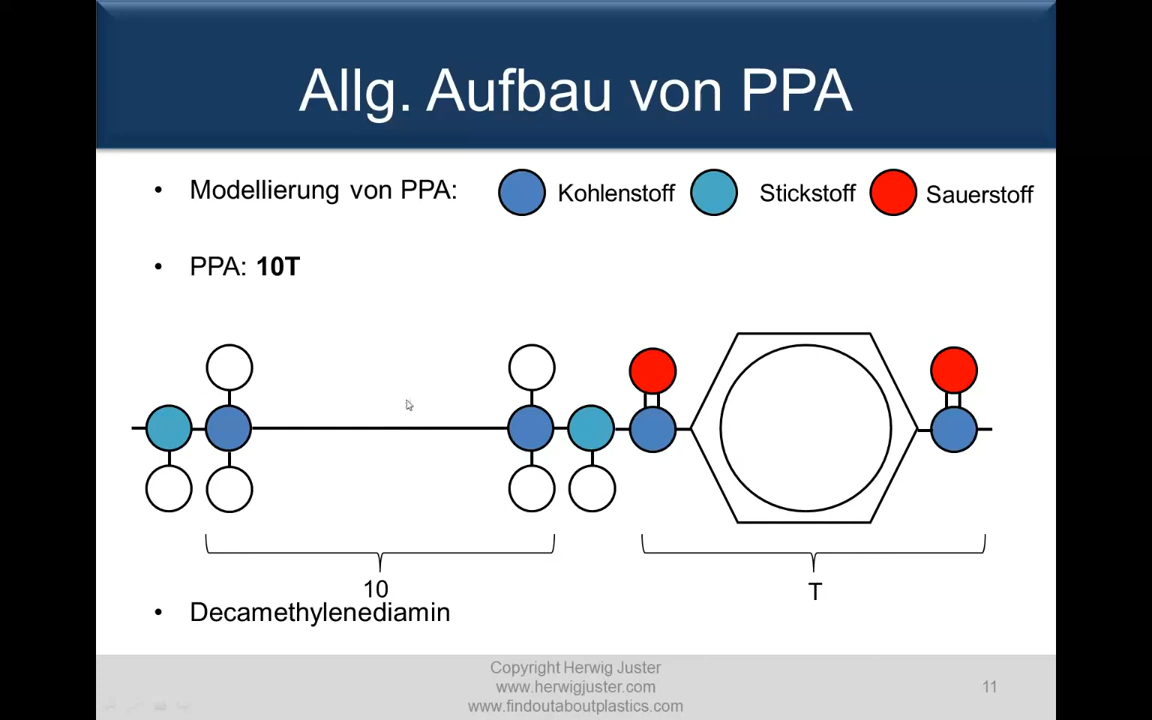 Allg. Aufbau von PPA
• Modellierung von PPA: Kohlenstoff Stickstoff Sauerstoff
• PPA: 10T
10 T
• Decamethylenediamin
Copyright Herwig Juster
www.herwigjuster.com
www.findoutaboutplastics.com
11